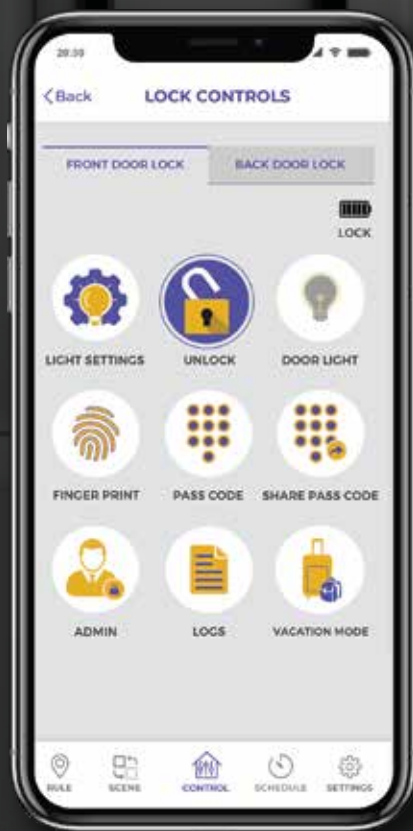 20:30
Back LOCK CONTROLS
FRONT DOOR LOCK BACK DOOR LOCK
LOCK
LIGHT SETTINGS UNLOCK DOOR LIGHT
FINGER PRINT PASS CODE SHARE PASS CODE
ADMIN LOGS VACATION MODE
RULE SCENE CONTROL SCHEDULE SETTINGS